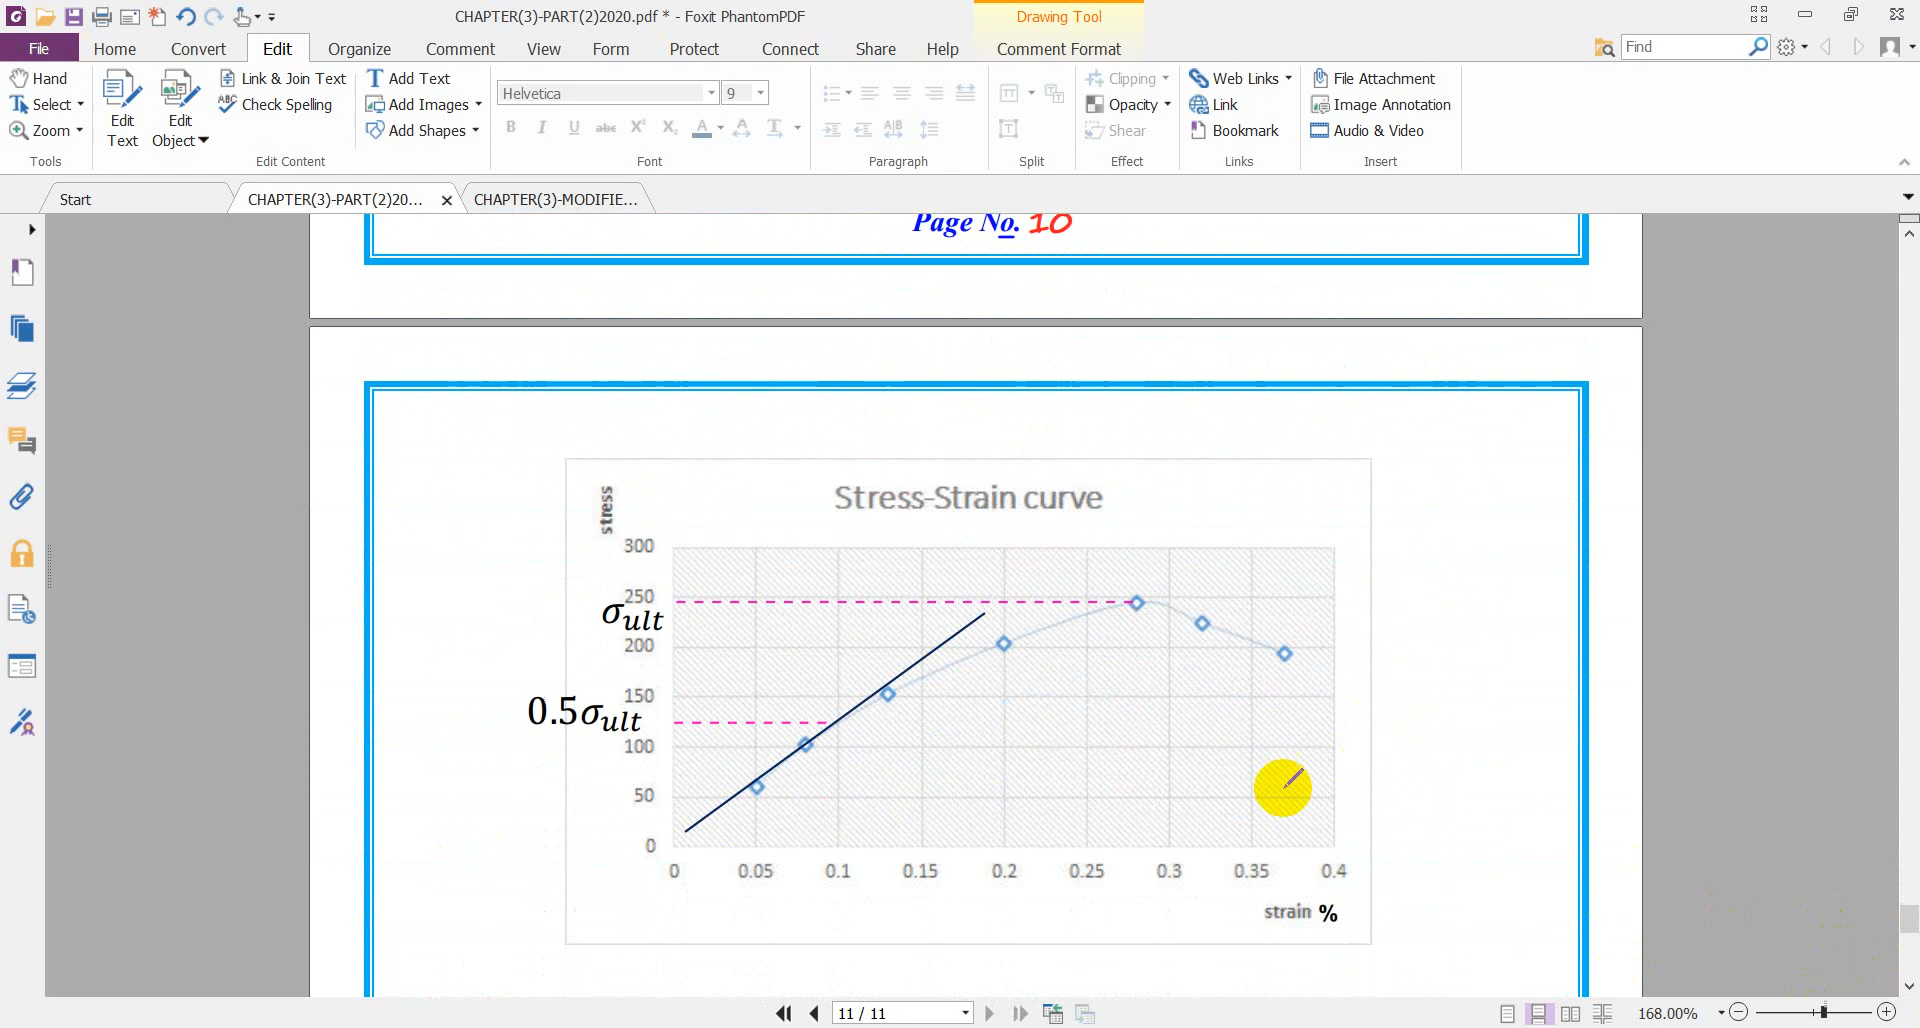 CHAPTER(3)-PART(2)2020.pdf * - Foxit PhantomPDF
Drawing Tool
File Home Convert Edit Organize Comment View Form Protect Connect Share Help Comment Format
Find
Hand
Select
Zoom
Tools
Edit Text
Edit Object
Link & Join Text
Check Spelling
Edit Content
Add Text
Add Images
Add Shapes
Helvetica 9
B I U abc X² X₂ A A T
Font
Paragraph
Split
Clipping
Opacity
Shear
Effect
Web Links
Link
Bookmark
Links
File Attachment
Image Annotation
Audio & Video
Insert
Start CHAPTER(3)-PART(2)20... CHAPTER(3)-MODIFIE...
Page No. 10
Stress-Strain curve
stress
300
250
σult
200
150
0.5σult
100
50
0
0 0.05 0.1 0.15 0.2 0.25 0.3 0.35 0.4
strain %
11 / 11
168.00%